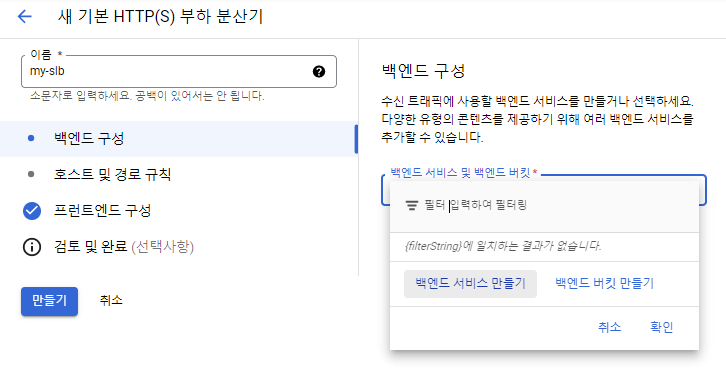 새 기본 HTTP(S) 부하 분산기
이름 *
my-slb
소문자로 입력하세요. 공백이 있어서는 안 됩니다.
백엔드 구성
호스트 및 경로 규칙
프런트엔드 구성
검토 및 완료 (선택사항)
만들기
취소
백엔드 구성
수신 트래픽에 사용할 백엔드 서비스를 만들거나 선택하세요.
다양한 유형의 콘텐츠를 제공하기 위해 여러 백엔드 서비스를
추가할 수 있습니다.
백엔드 서비스 및 백엔드 버킷 *
필터 입력하여 필터링
{filterString}에 일치하는 결과가 없습니다.
백엔드 서비스 만들기
백엔드 버킷 만들기
취소
확인